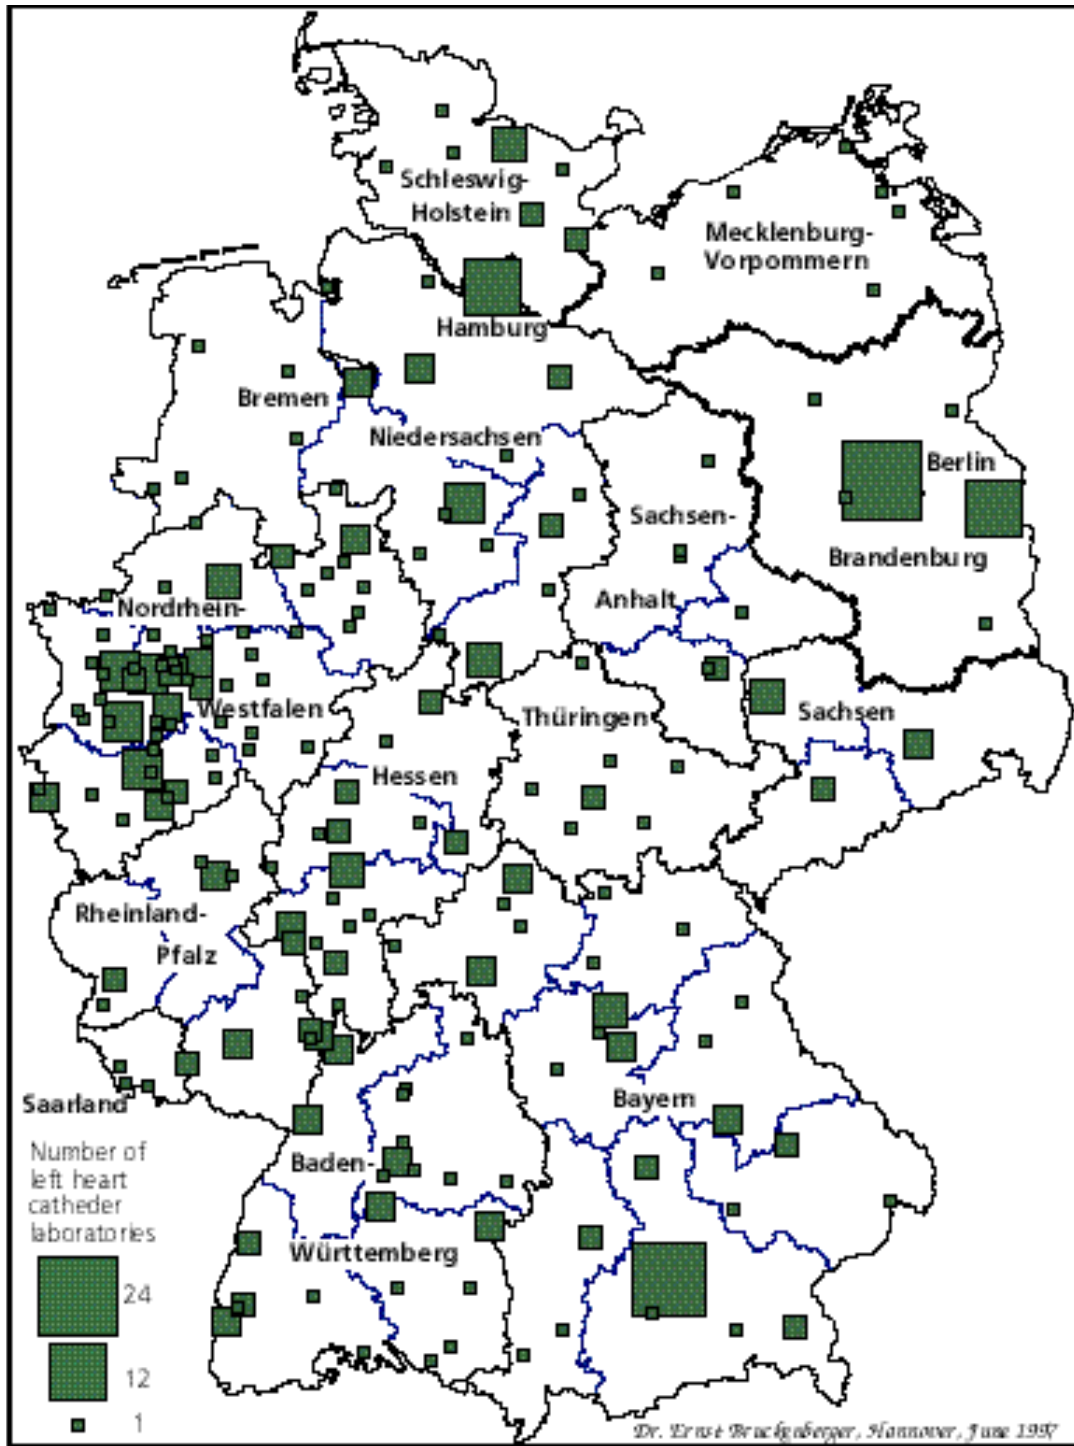 Schleswig-
Holstein
Mecklenburg-
Vorpommern
Hamburg
Bremen
Niedersachsen
Berlin
Sachsen-
Brandenburg
Anhalt
Nordrhein-
Westfalen
Thüringen
Sachsen
Hessen
Rheinland-
Pfalz
Saarland
Bayern
Number of
left heart
catheder
laboratories
24
12
1
Baden-
Württemberg
Dr. Ernst Bruckenberger, Hannover, June 1997